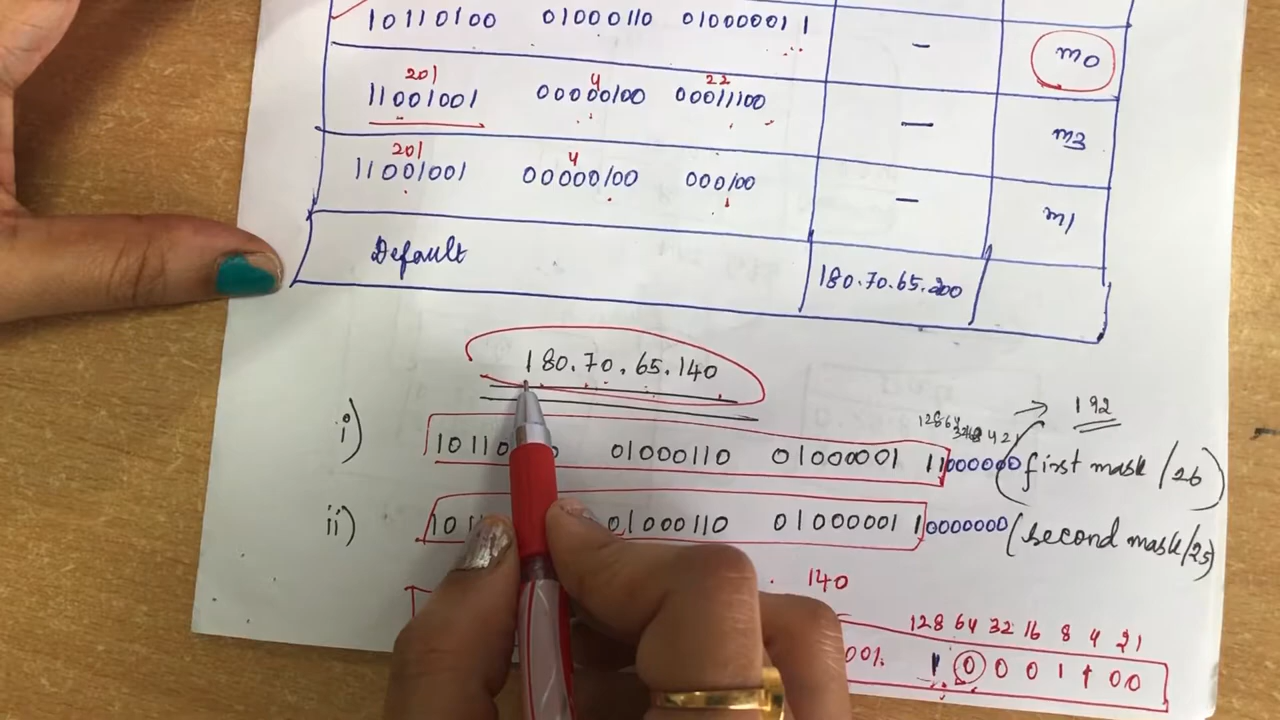 10110100 01000110 01000001 1 – m0
201 4 22
11001001 00000100 00011100 — m3
201 4
11001001 00000100 000100 – m1
Default 180.70.65.200
180.70.65.140
i) 01000110 01000001 11000000 (first mask /26) → 192
ii) 01000110 01000001 10000000 (second mask /25)
140
128 64 32 16 8 4 2 1
1 0 0 0 1 1 0 0